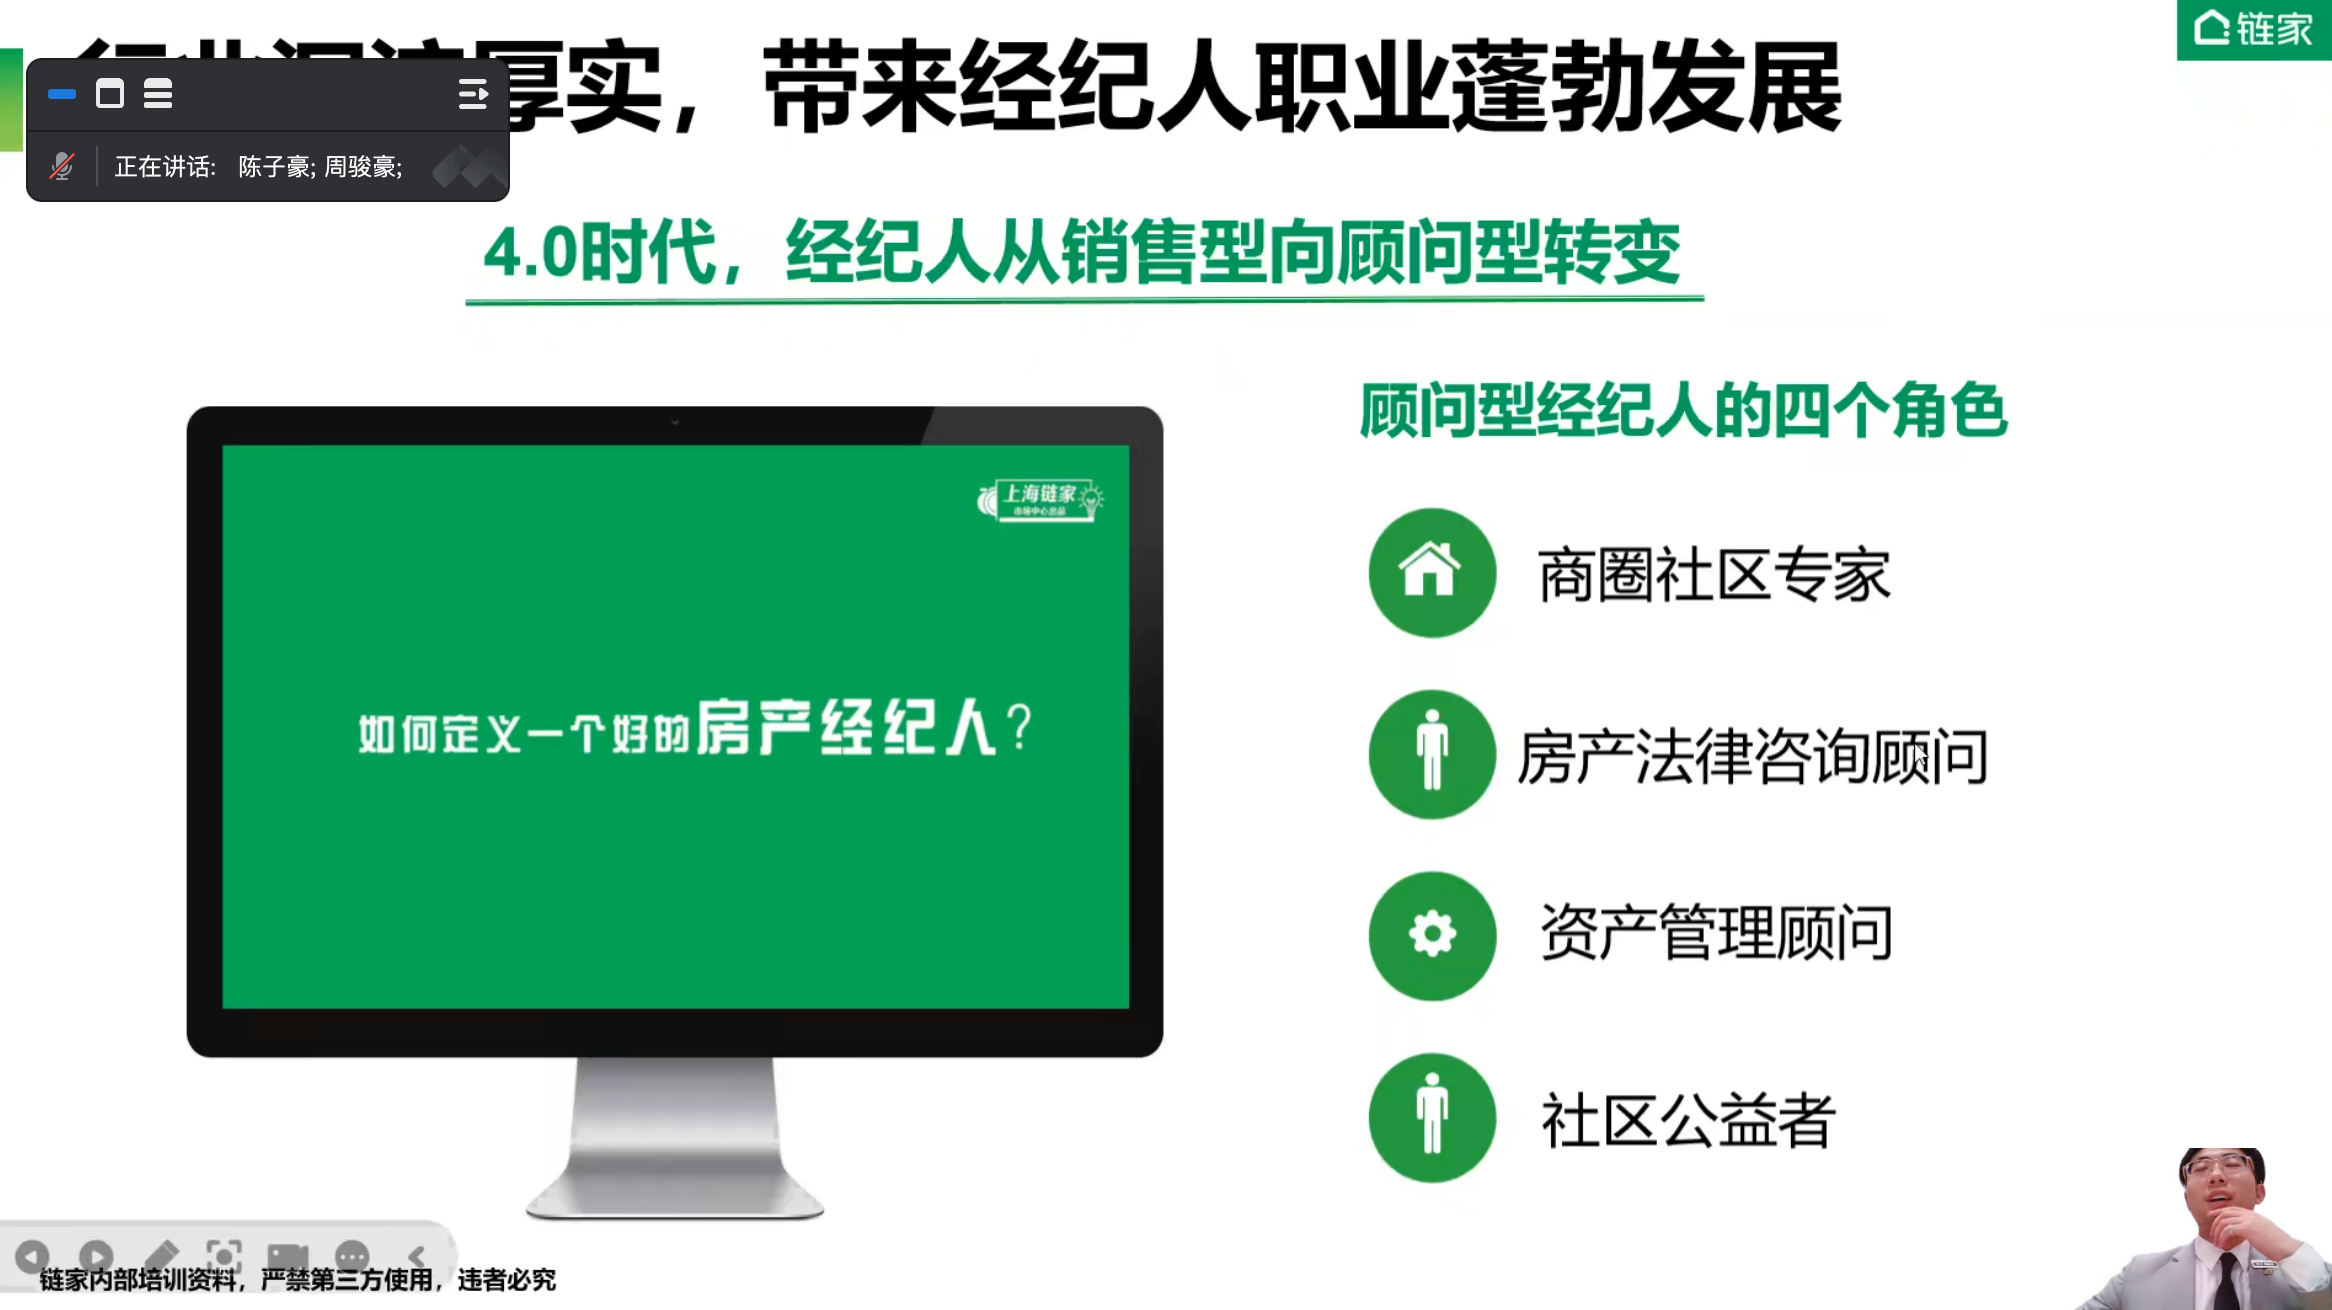 厚实，带来经纪人职业蓬勃发展
链家
正在讲话: 陈子豪; 周骏豪;
4.0时代，经纪人从销售型向顾问型转变
顾问型经纪人的四个角色
上海链家
市场中心出品
如何定义一个好的房产经纪人？
商圈社区专家
房产法律咨询顾问
资产管理顾问
社区公益者
链家内部培训资料，严禁第三方使用，违者必究